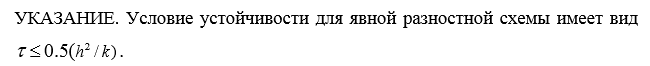 УКАЗАНИЕ. Условие устойчивости для явной разностной схемы имеет вид
τ ≤ 0.5(h² / k) .